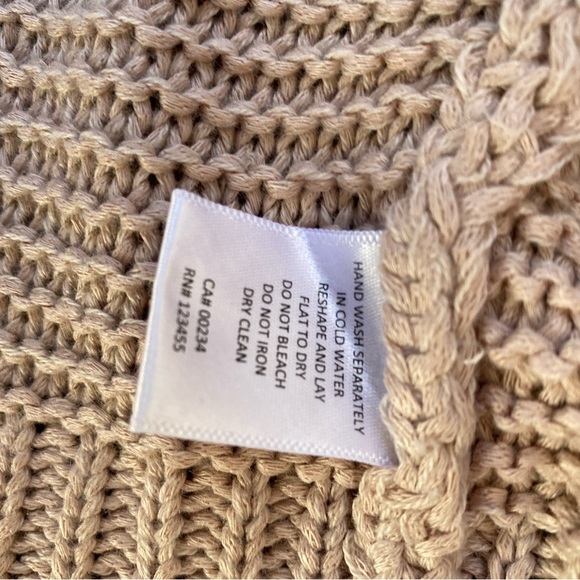 HAND WASH SEPARATELY
IN COLD WATER
RESHAPE AND LAY
FLAT TO DRY
DO NOT BLEACH
DO NOT IRON
DRY CLEAN
CA# 00234
RN# 123455